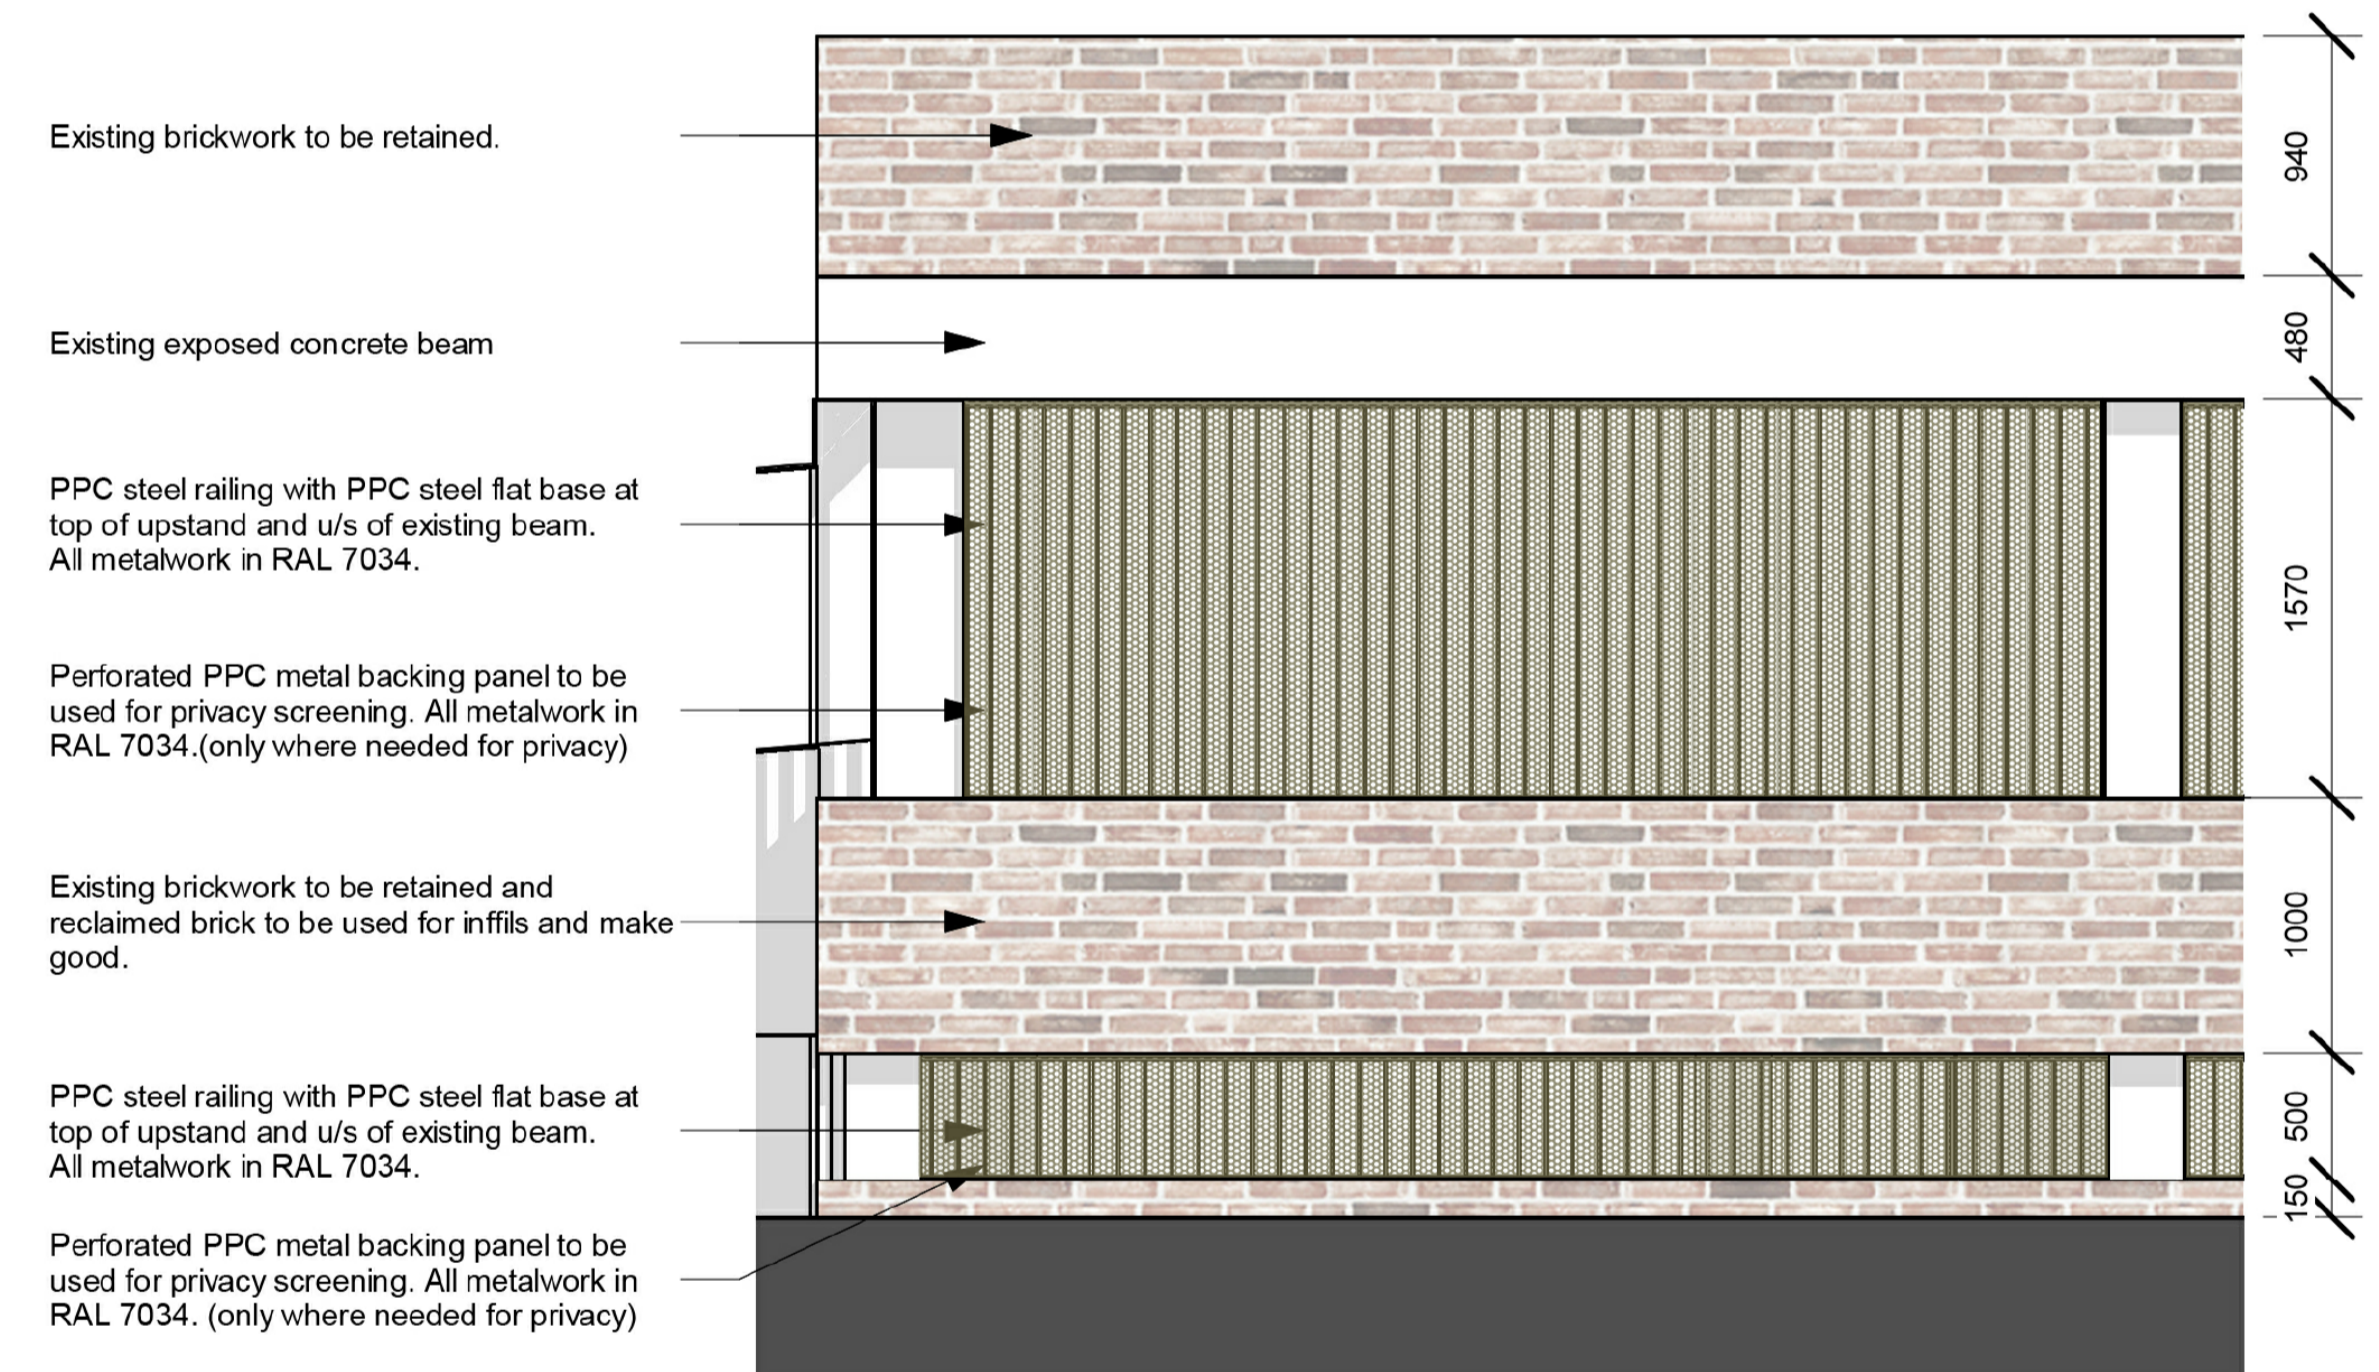 Existing brickwork to be retained.
Existing exposed concrete beam
PPC steel railing with PPC steel flat base at
top of upstand and u/s of existing beam.
All metalwork in RAL 7034.
Perforated PPC metal backing panel to be
used for privacy screening. All metalwork in
RAL 7034.(only where needed for privacy)
Existing brickwork to be retained and
reclaimed brick to be used for inffils and make
good.
PPC steel railing with PPC steel flat base at
top of upstand and u/s of existing beam.
All metalwork in RAL 7034.
Perforated PPC metal backing panel to be
used for privacy screening. All metalwork in
RAL 7034. (only where needed for privacy)
940
480
1570
1000
500
150